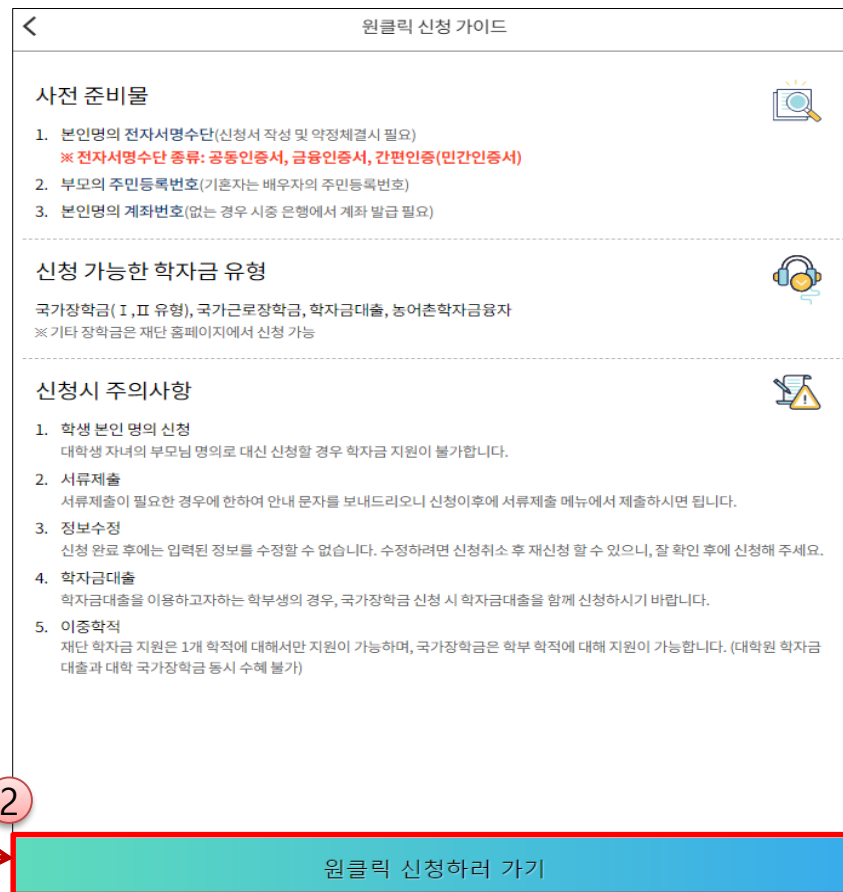 원클릭 신청 가이드
사전 준비물
1. 본인명의 전자서명수단(신청서 작성 및 약정체결시 필요)
※ 전자서명수단 종류: 공동인증서, 금융인증서, 간편인증(민간인증서)
2. 부모의 주민등록번호(기혼자는 배우자의 주민등록번호)
3. 본인명의 계좌번호(없는 경우 시중 은행에서 계좌 발급 필요)
신청 가능한 학자금 유형
국가장학금(Ⅰ,Ⅱ 유형), 국가근로장학금, 학자금대출, 농어촌학자금융자
※ 기타 장학금은 재단 홈페이지에서 신청 가능
신청시 주의사항
1. 학생 본인 명의 신청
대학생 자녀의 부모님 명의로 대신 신청할 경우 학자금 지원이 불가합니다.
2. 서류제출
서류제출이 필요한 경우에 한하여 안내 문자를 보내드리오니 신청이후에 서류제출 메뉴에서 제출하시면 됩니다.
3. 정보수정
신청 완료 후에는 입력된 정보를 수정할 수 없습니다. 수정하려면 신청취소 후 재신청 할 수 있으니, 잘 확인 후에 신청해 주세요.
4. 학자금대출
학자금대출을 이용하고자하는 학부생의 경우, 국가장학금 신청 시 학자금대출을 함께 신청하시기 바랍니다.
5. 이중학적
재단 학자금 지원은 1개 학적에 대해서만 지원이 가능하며, 국가장학금은 학부 학적에 대해 지원이 가능합니다. (대학원 학자금
대출과 대학 국가장학금 동시 수혜 불가)
2
원클릭 신청하러 가기